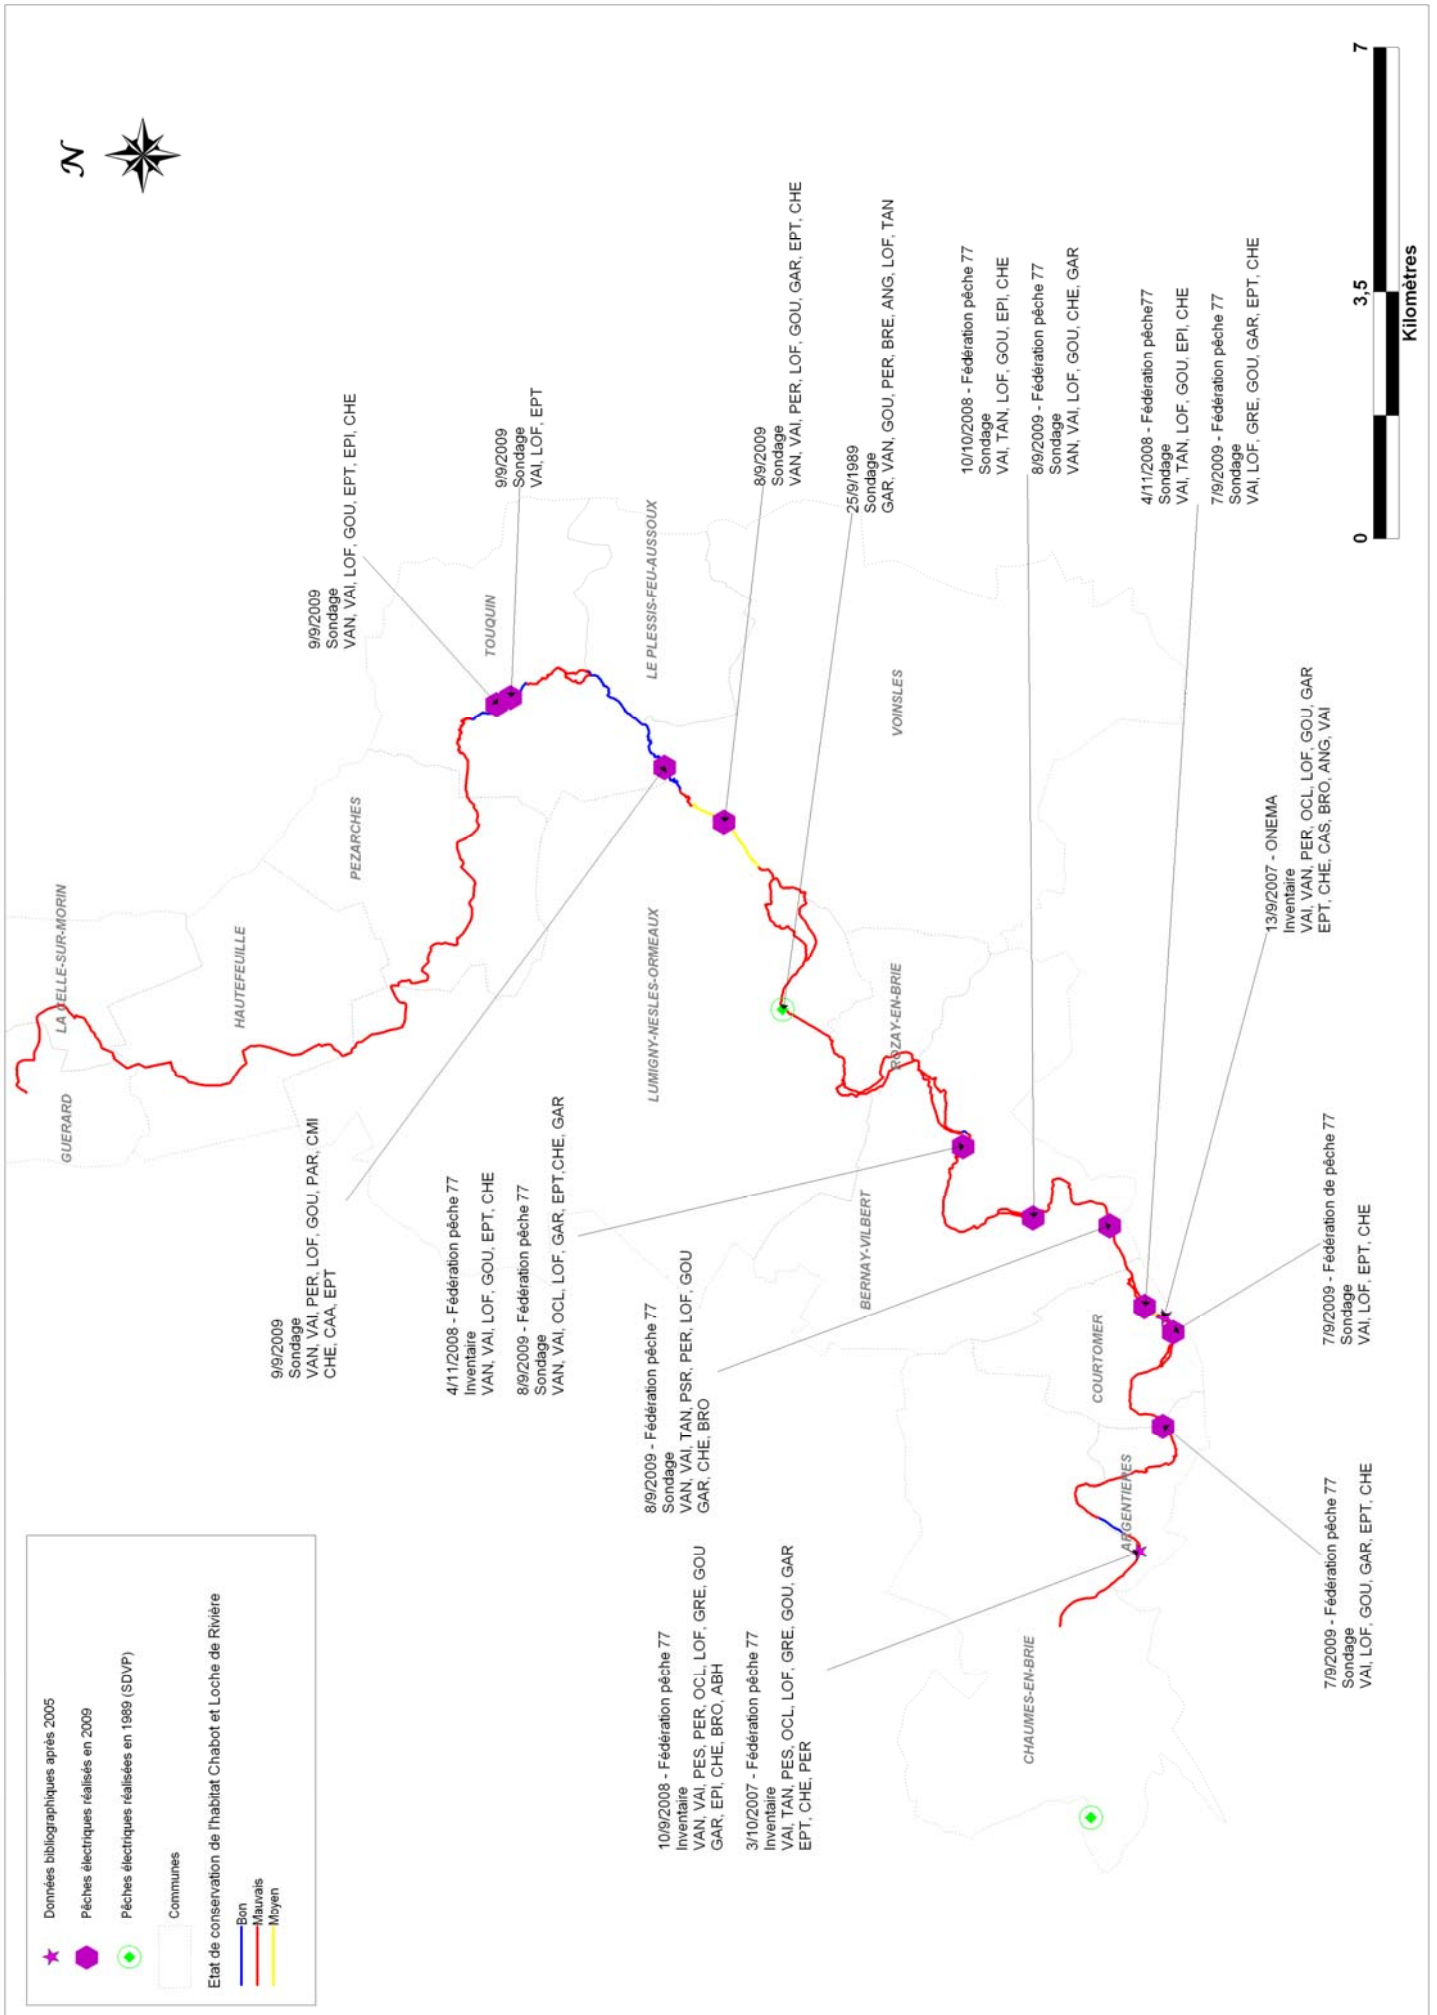 N
Données bibliographiques après 2005
Pêches électriques réalisés en 2009
Pêches électriques réalisées en 1989 (SDVP)
Communes
Etat de conservation de l'habitat Chabot et Loche de Rivière
Bon
Mauvais
Moyen
GUERARD
LA CELLE-SUR-MORIN
HAUTEFEUILLE
PEZARCHES
TOUQUIN
LE PLESSIS-FEU-AUSSOUX
LUMIGNY-NESLES-ORMEAUX
VOINSLES
ROZAY-EN-BRIE
BERNAY-VILBERT
COURTOMER
ARGENTIERES
CHAUMES-EN-BRIE
9/9/2009
Sondage
VAN, VAI, PER, LOF, GOU, PAR, CMI
CHE, CAA, EPT
9/9/2009
Sondage
VAN, VAI, LOF, GOU, EPT, EPI, CHE
9/9/2009
Sondage
VAI, LOF, EPT
4/11/2008 - Fédération pêche 77
Inventaire
VAN, VAI, LOF, GOU, EPT, CHE
8/9/2009 - Fédération pêche 77
Sondage
VAN, VAI, OCL, LOF, GAR, EPT,CHE, GAR
8/9/2009 - Fédération pêche 77
Sondage
VAN, VAI, TAN, PSR, PER, LOF, GOU
GAR, CHE, BRO
10/9/2008 - Fédération pêche 77
Inventaire
VAN, VAI, PES, PER, OCL, LOF, GRE, GOU
GAR, EPI, CHE, BRO, ABH
3/10/2007 - Fédération pêche 77
Inventaire
VAI, TAN, PES, OCL, LOF, GRE, GOU, GAR
EPT, CHE, PER
8/9/2009
Sondage
VAN, VAI, PER, LOF, GOU, GAR, EPT, CHE
25/9/1989
Sondage
GAR, VAN, GOU, PER, BRE, ANG, LOF, TAN
10/10/2008 - Fédération pêche 77
Sondage
VAI, TAN, LOF, GOU, EPI, CHE
8/9/2009 - Fédération pêche 77
Sondage
VAN, VAI, LOF, GOU, CHE, GAR
4/11/2008 - Fédération pêche77
Sondage
VAI, TAN, LOF, GOU, EPI, CHE
7/9/2009 - Fédération pêche 77
Sondage
VAI, LOF, GRE, GOU, GAR, EPT, CHE
13/9/2007 - ONEMA
Inventaire
VAI, VAN, PER, OCL, LOF, GOU, GAR
EPT, CHE, CAS, BRO, ANG, VAI
7/9/2009 - Fédération de pêche 77
Sondage
VAI, LOF, EPT, CHE
7/9/2009 - Fédération pêche 77
Sondage
VAI, LOF, GOU, GAR, EPT, CHE
0 3,5 7
Kilomètres